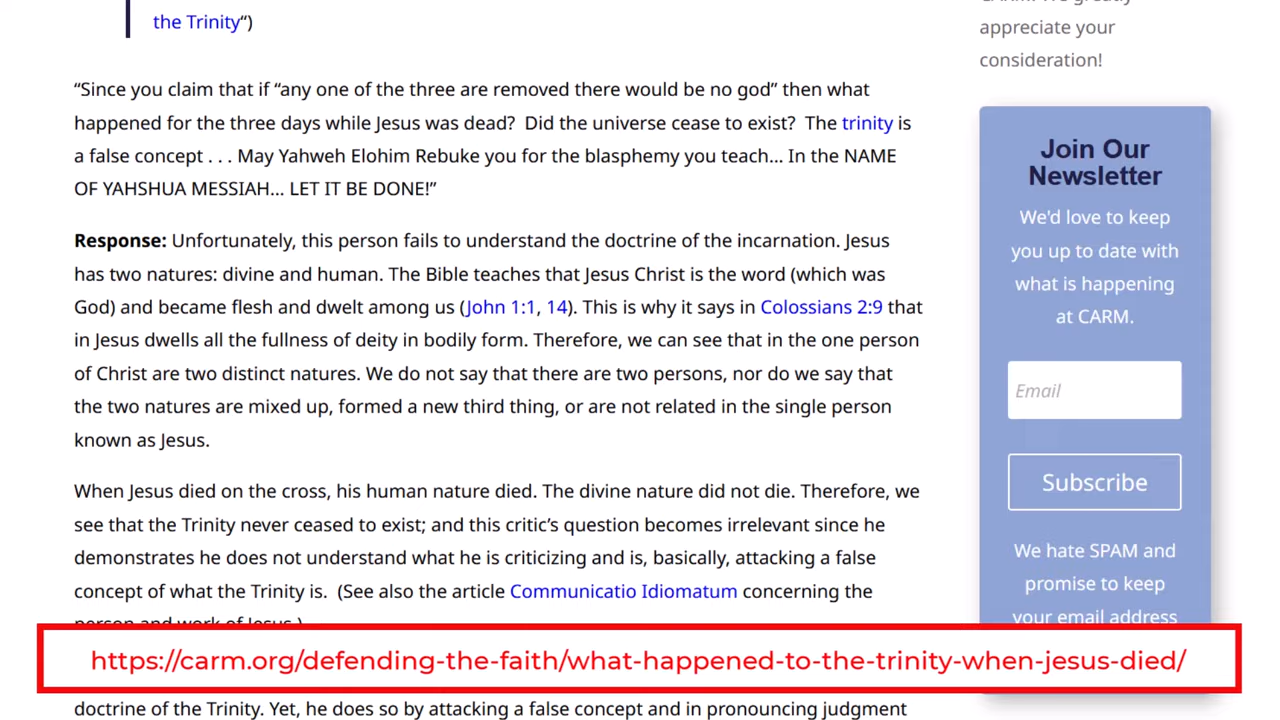 the Trinity“)
“Since you claim that if “any one of the three are removed there would be no god” then what
happened for the three days while Jesus was dead?  Did the universe cease to exist?  The trinity is
a false concept . . . May Yahweh Elohim Rebuke you for the blasphemy you teach… In the NAME
OF YAHSHUA MESSIAH… LET IT BE DONE!”
Response: Unfortunately, this person fails to understand the doctrine of the incarnation. Jesus
has two natures: divine and human. The Bible teaches that Jesus Christ is the word (which was
God) and became flesh and dwelt among us (John 1:1, 14). This is why it says in Colossians 2:9 that
in Jesus dwells all the fullness of deity in bodily form. Therefore, we can see that in the one person
of Christ are two distinct natures. We do not say that there are two persons, nor do we say that
the two natures are mixed up, formed a new third thing, or are not related in the single person
known as Jesus.
When Jesus died on the cross, his human nature died. The divine nature did not die. Therefore, we
see that the Trinity never ceased to exist; and this critic’s question becomes irrelevant since he
demonstrates he does not understand what he is criticizing and is, basically, attacking a false
concept of what the Trinity is.  (See also the article Communicatio Idiomatum concerning the
person and work of Jesus.)
doctrine of the Trinity. Yet, he does so by attacking a false concept and in pronouncing judgment
CARM. We greatly
appreciate your
consideration!
Join Our
Newsletter
We'd love to keep
you up to date with
what is happening
at CARM.
Email
Subscribe
We hate SPAM and
promise to keep
your email address
https://carm.org/defending-the-faith/what-happened-to-the-trinity-when-jesus-died/